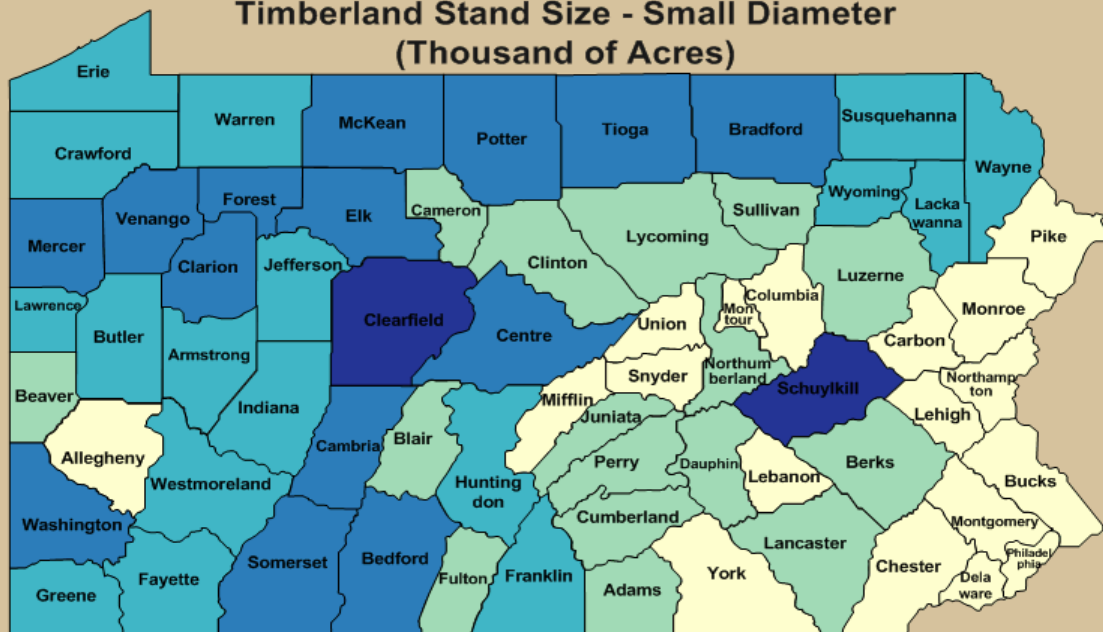 Timberland Stand Size - Small Diameter
(Thousand of Acres)
Erie
Warren
McKean
Potter
Tioga
Bradford
Susquehanna
Crawford
Wayne
Venango
Forest
Elk
Cameron
Sullivan
Wyoming
Lacka
wanna
Mercer
Clarion
Jefferson
Clinton
Lycoming
Luzerne
Pike
Lawrence
Butler
Armstrong
Clearfield
Centre
Union
Mon
tour
Columbia
Carbon
Monroe
Beaver
Indiana
Snyder
Northum
berland
Schuylkill
Northamp
ton
Allegheny
Cambria
Blair
Mifflin
Juniata
Lehigh
Westmoreland
Hunting
don
Perry
Dauphin
Lebanon
Berks
Bucks
Washington
Cumberland
Montgomery
Somerset
Bedford
Lancaster
Philadel
phia
Greene
Fayette
Fulton
Franklin
Adams
York
Chester
Dela
ware